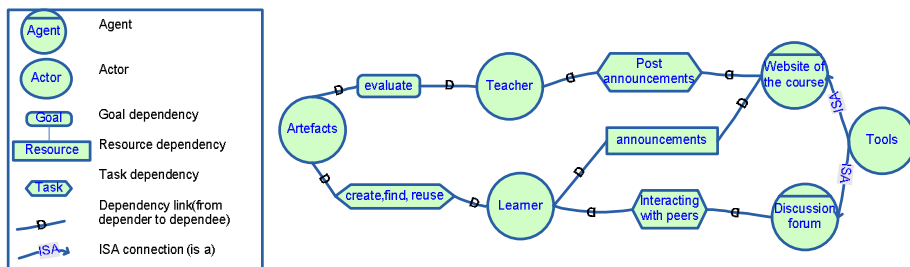 Agent
Agent
Actor
Actor
Goal
Goal dependency
Resource
Resource dependency
Task
Task dependency
D
Dependency link(from
depender to dependee)
ISA
ISA connection (is a)
Artefacts
D
evaluate
D
Teacher
D
Post
announcements
D
Website of
the course
D
announcements
D
ISA
Tools
ISA
D
create,find, reuse
D
Learner
D
Interacting
with peers
D
Discussion
forum